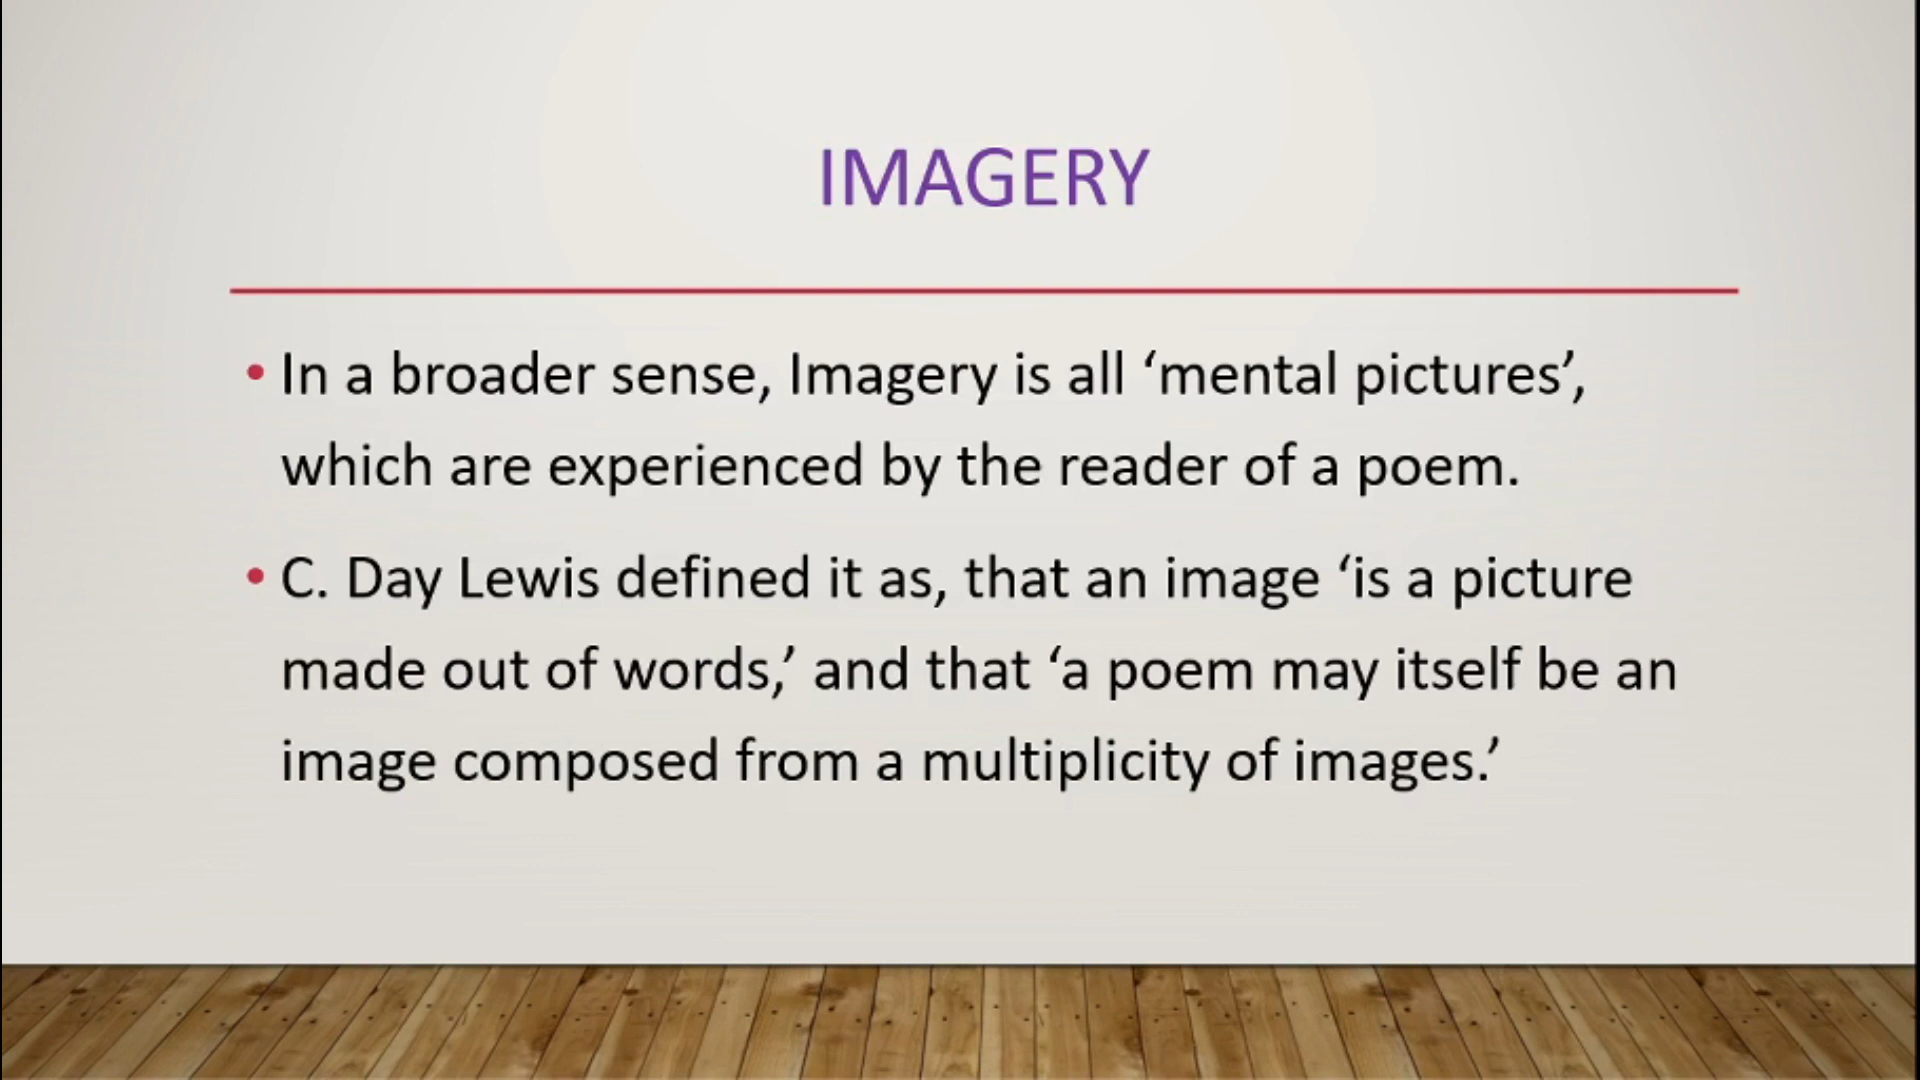 IMAGERY
• In a broader sense, Imagery is all ‘mental pictures’,
which are experienced by the reader of a poem.
• C. Day Lewis defined it as, that an image ‘is a picture
made out of words,’ and that ‘a poem may itself be an
image composed from a multiplicity of images.’